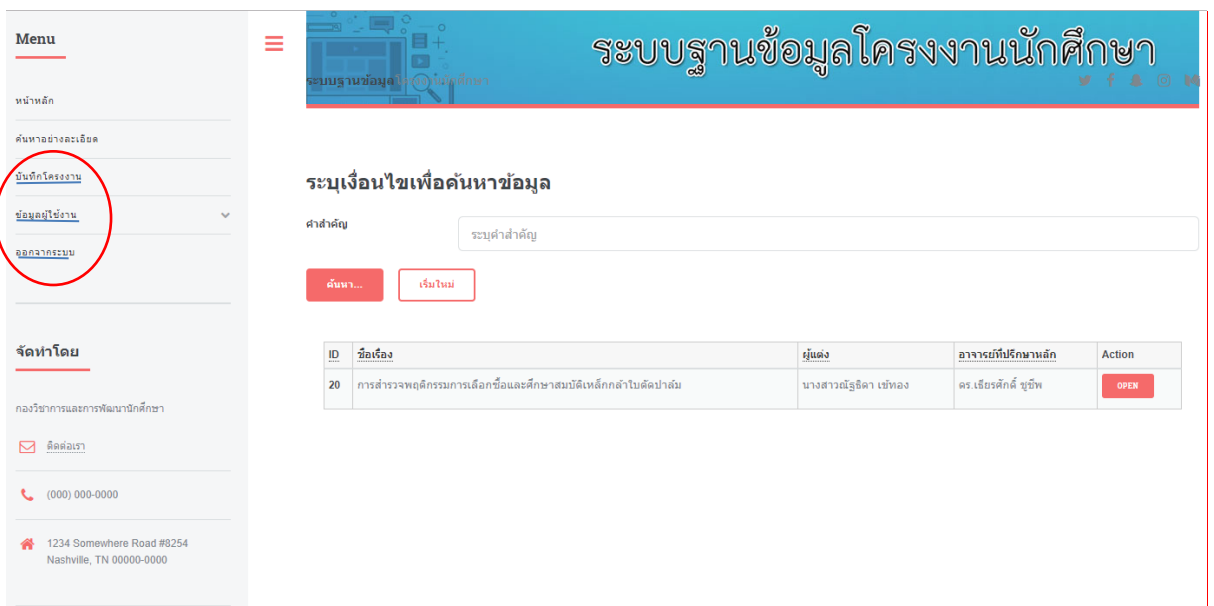 Menu
หน้าหลัก
ค้นหาอย่างละเอียด
บันทึกโครงงาน
ข้อมูลผู้ใช้งาน
ออกจากระบบ
จัดทำโดย
กองวิชาการและการพัฒนานักศึกษา
ติดต่อเรา
(000) 000-0000
1234 Somewhere Road #8254
Nashville, TN 00000-0000
ระบบฐานข้อมูลโครงงานนักศึกษา
ระบบฐานข้อมูลโครงงานนักศึกษา
ระบุเงื่อนไขเพื่อค้นหาข้อมูล
คำสำคัญ
ระบุคำสำคัญ
ค้นหา... เริ่มใหม่
ID ชื่อเรื่อง ผู้แต่ง อาจารย์ที่ปรึกษาหลัก Action
20 การสำรวจพฤติกรรมการเลือกซื้อและศึกษาสมบัติเหล็กกล้าใบตัดปาล์ม นางสาวณัฐธิดา เซ่ทอง ดร.เธียรศักดิ์ ชูชีพ OPEN